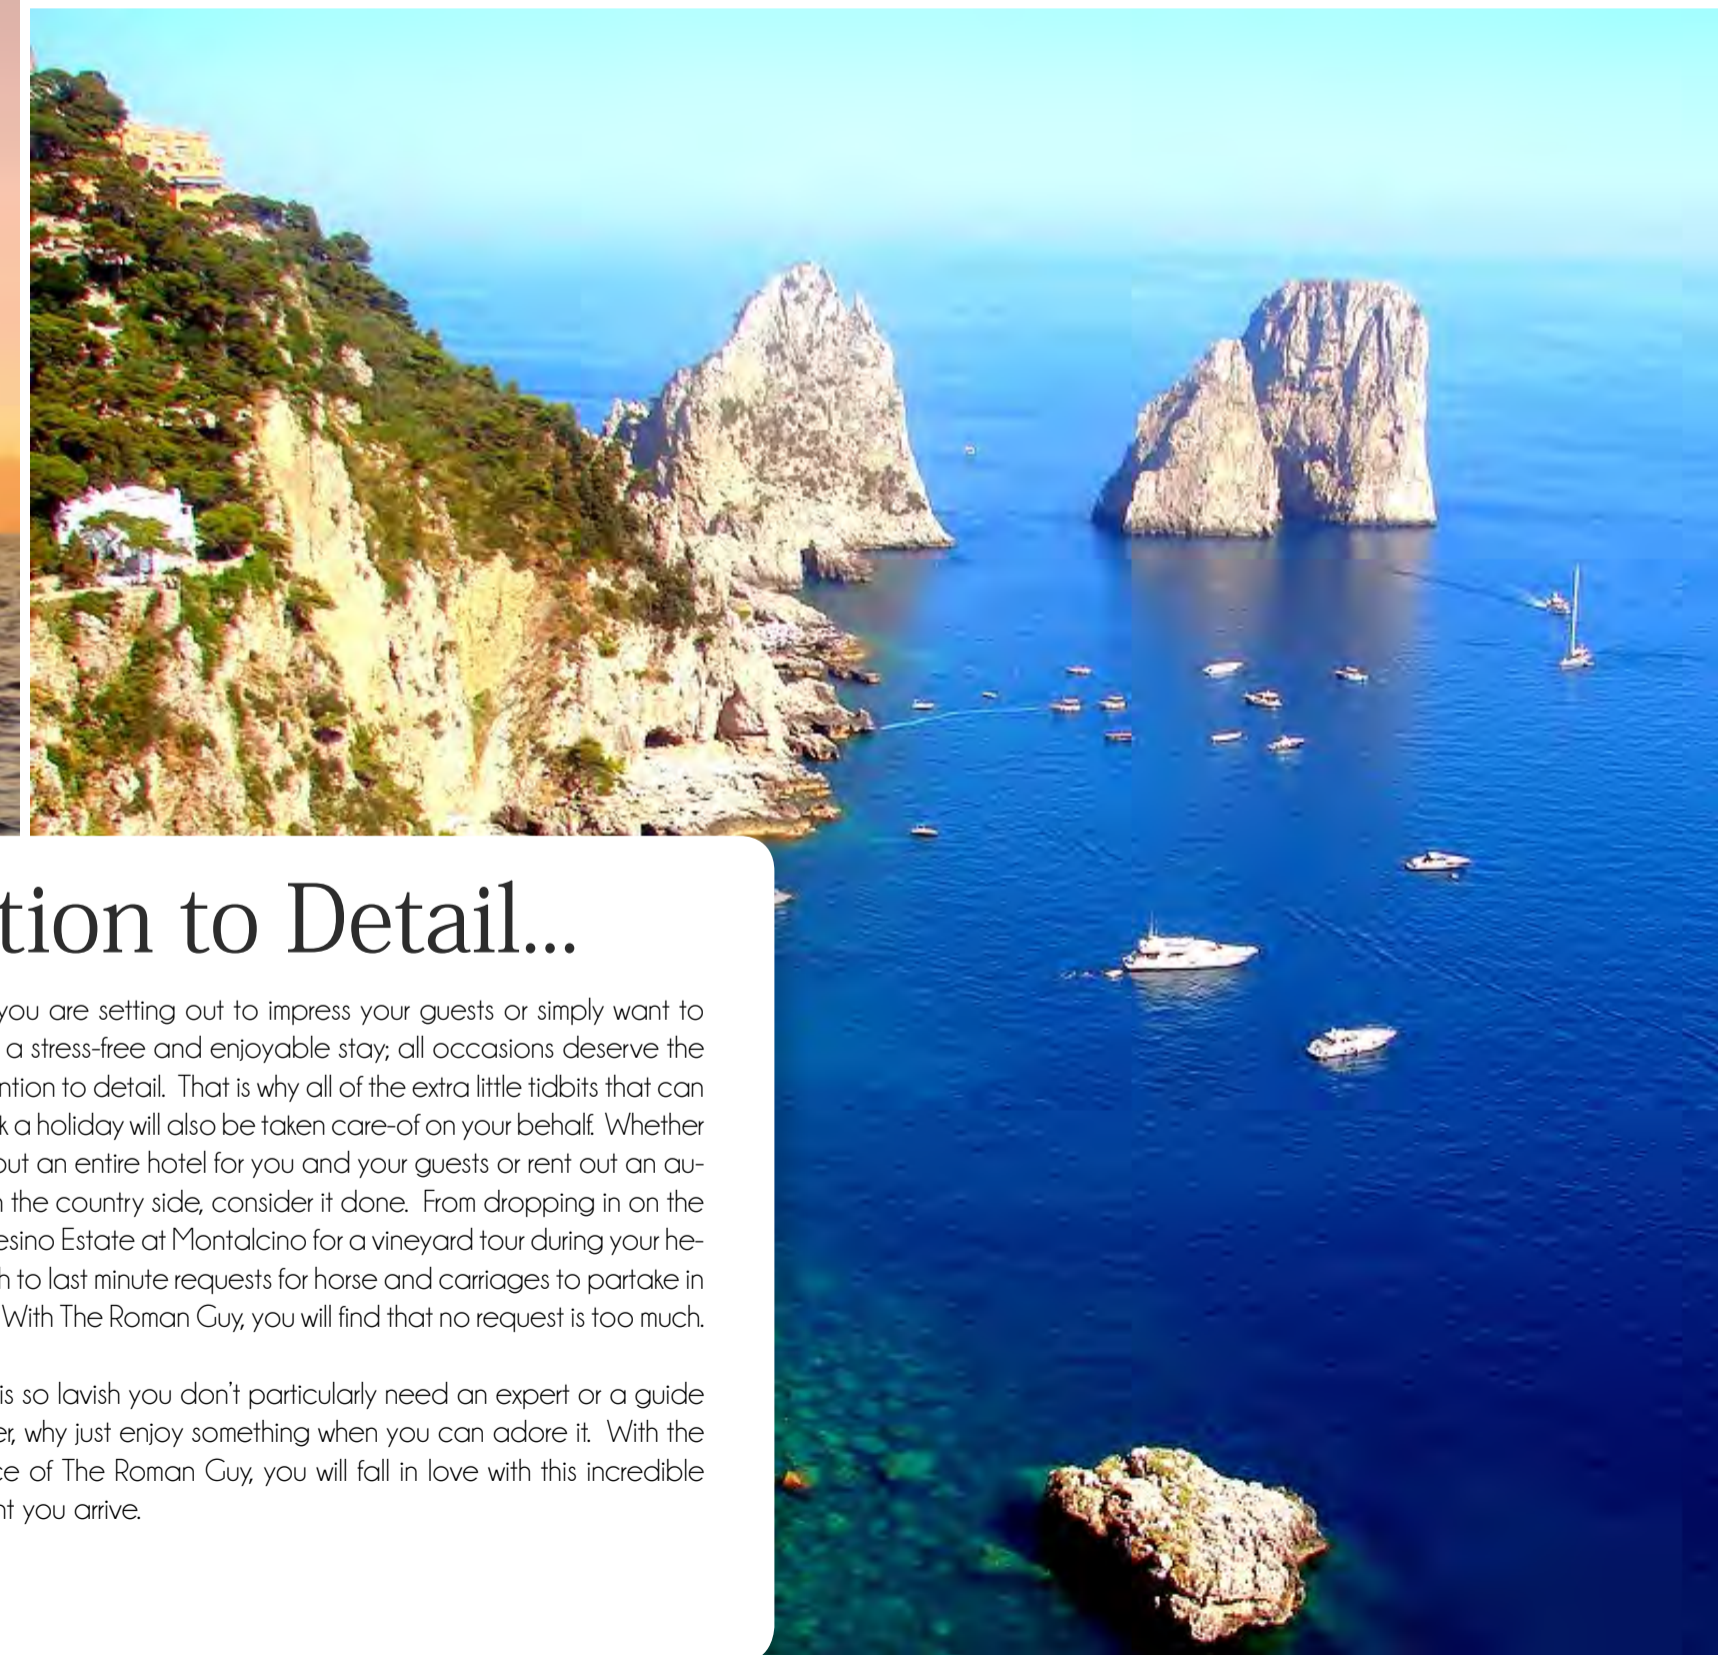 tion to Detail...
you are setting out to impress your guests or simply want to
a stress-free and enjoyable stay; all occasions deserve the
ntion to detail. That is why all of the extra little tidbits that can
k a holiday will also be taken care-of on your behalf. Whether
out an entire hotel for you and your guests or rent out an au-
n the country side, consider it done. From dropping in on the
esino Estate at Montalcino for a vineyard tour during your he-
h to last minute requests for horse and carriages to partake in
With The Roman Guy, you will find that no request is too much.
is so lavish you don't particularly need an expert or a guide
er, why just enjoy something when you can adore it. With the
ce of The Roman Guy, you will fall in love with this incredible
nt you arrive.